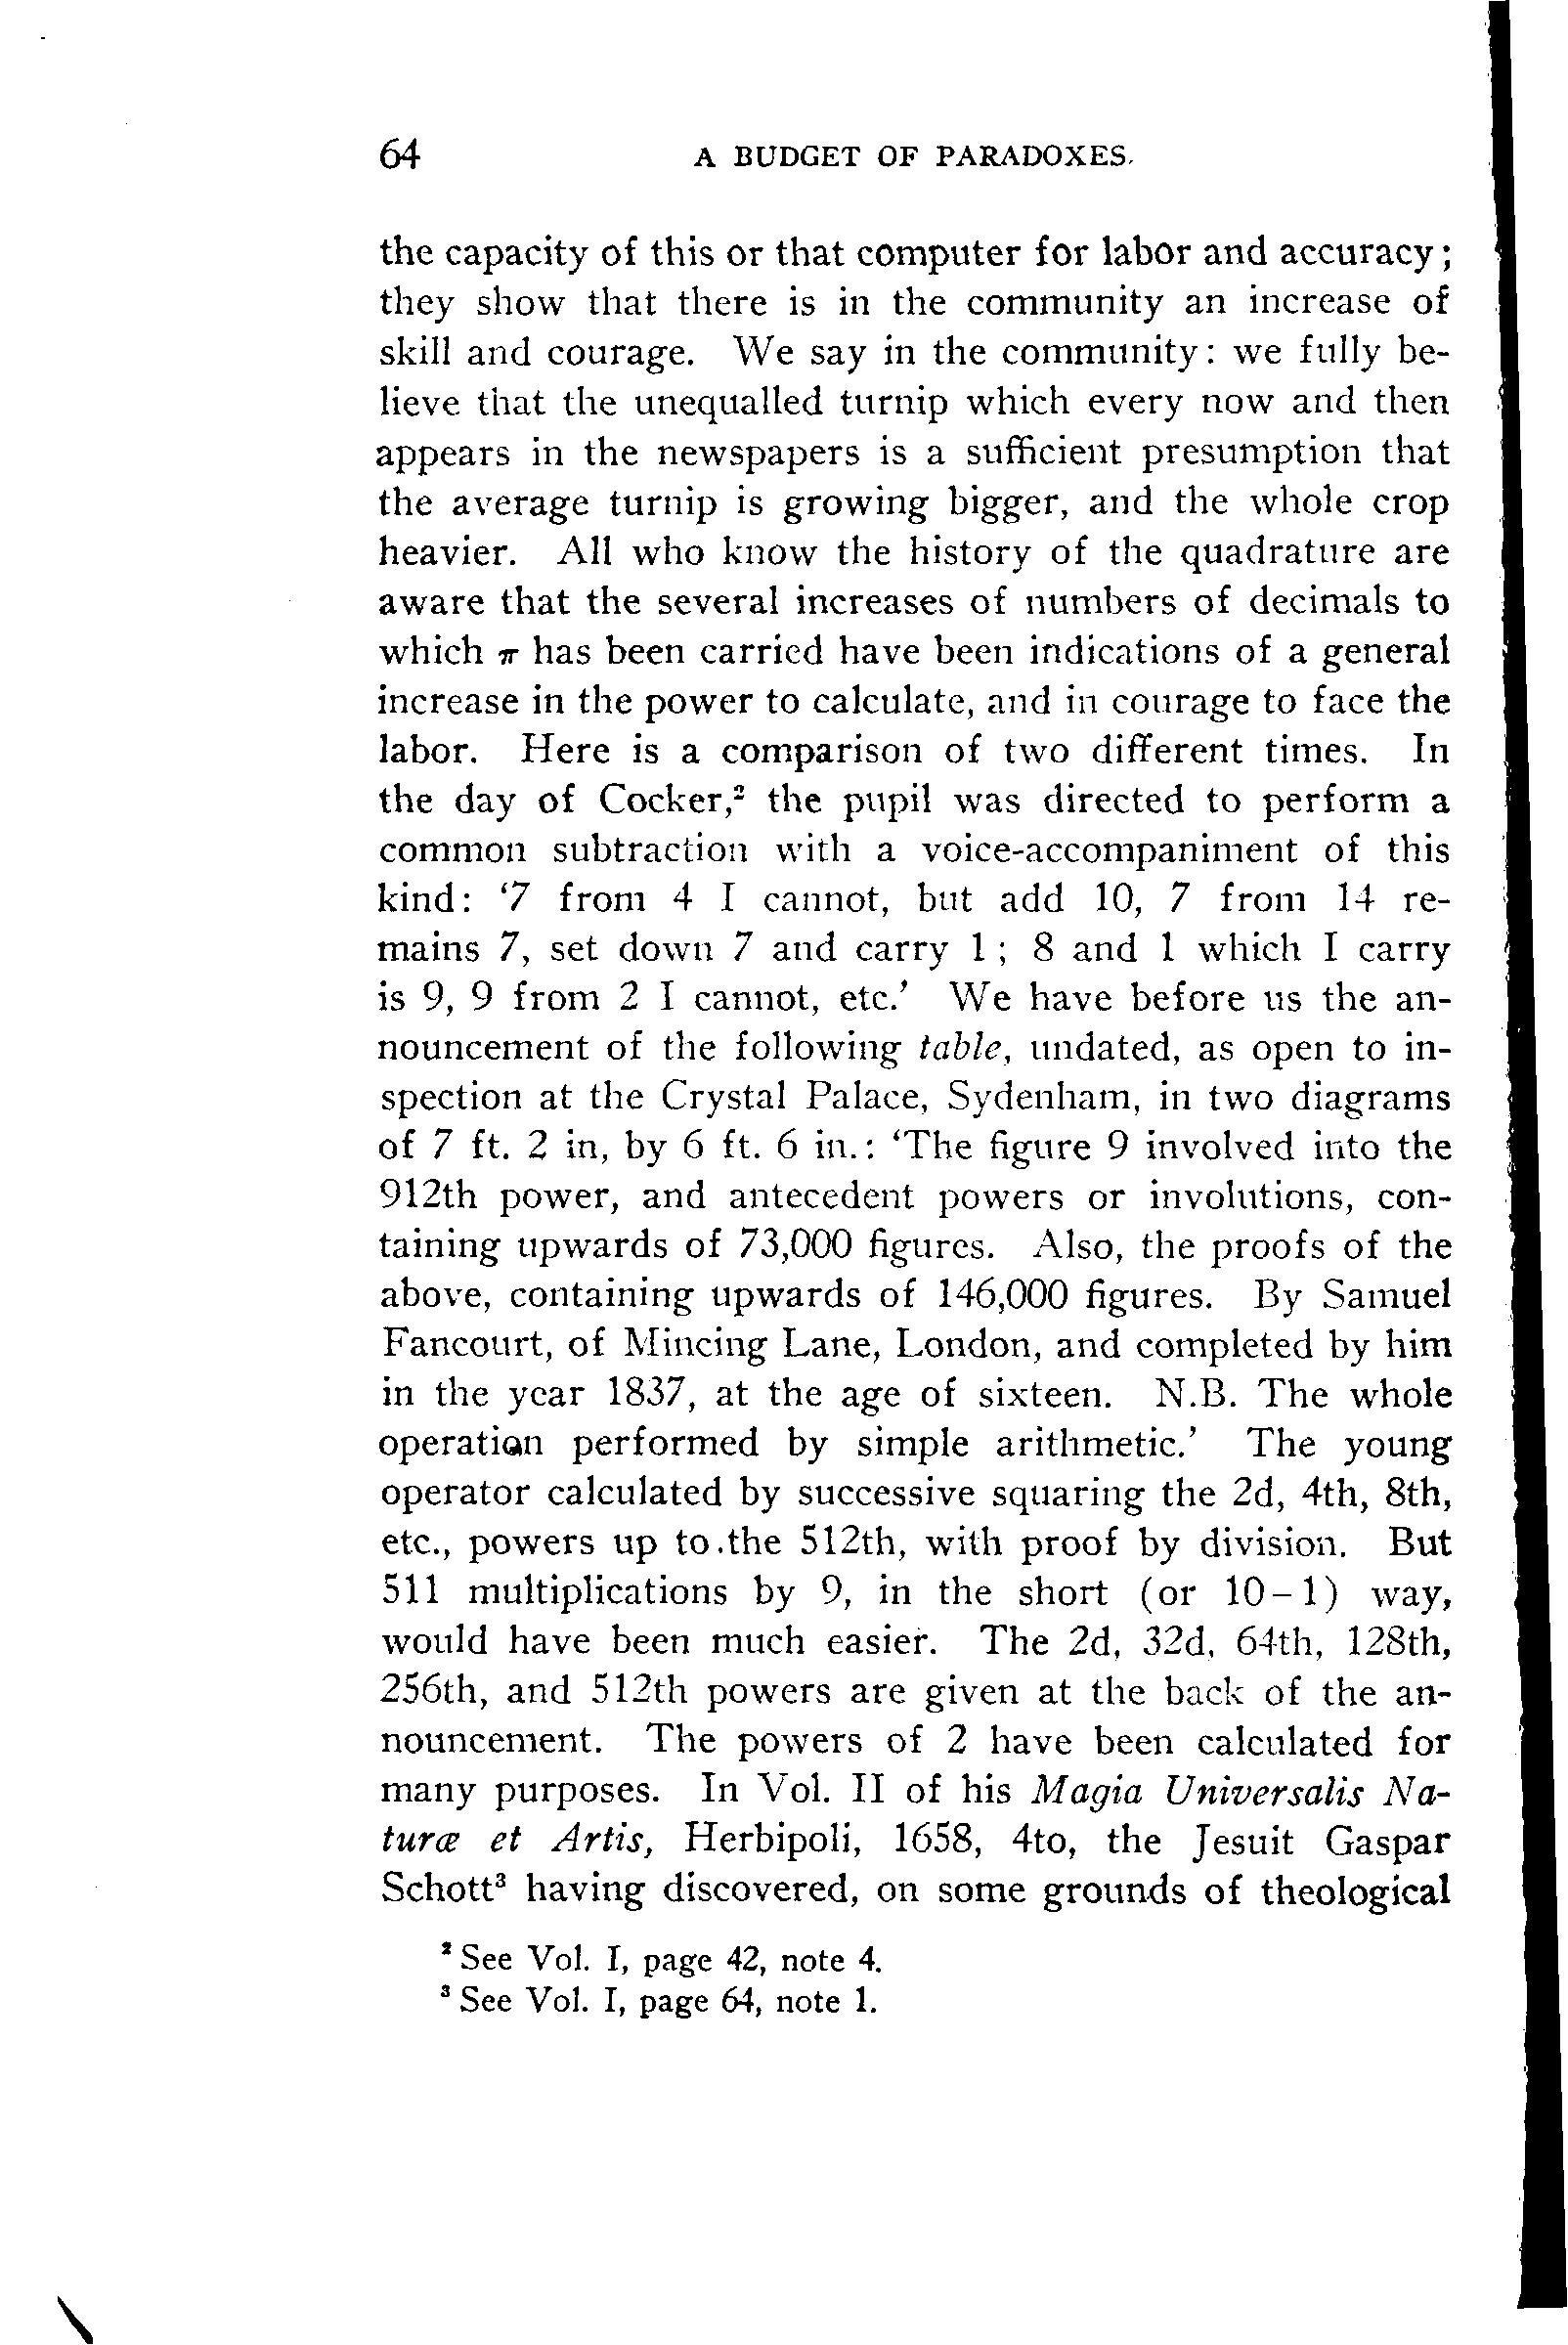 64 A BUDGET OF PARADOXES.
the capacity of this or that computer for labor and accuracy;
they show that there is in the community an increase of
skill and courage. We say in the community: we fully be-
lieve that the unequalled turnip which every now and then
appears in the newspapers is a sufficient presumption that
the average turnip is growing bigger, and the whole crop
heavier. All who know the history of the quadrature are
aware that the several increases of numbers of decimals to
which π has been carried have been indications of a general
increase in the power to calculate, and in courage to face the
labor. Here is a comparison of two different times. In
the day of Cocker,² the pupil was directed to perform a
common subtraction with a voice-accompaniment of this
kind: ‘7 from 4 I cannot, but add 10, 7 from 14 re-
mains 7, set down 7 and carry 1; 8 and 1 which I carry
is 9, 9 from 2 I cannot, etc.’ We have before us the an-
nouncement of the following table, undated, as open to in-
spection at the Crystal Palace, Sydenham, in two diagrams
of 7 ft. 2 in, by 6 ft. 6 in.: ‘The figure 9 involved into the
912th power, and antecedent powers or involutions, con-
taining upwards of 73,000 figures. Also, the proofs of the
above, containing upwards of 146,000 figures. By Samuel
Fancourt, of Mincing Lane, London, and completed by him
in the year 1837, at the age of sixteen. N.B. The whole
operation performed by simple arithmetic.’ The young
operator calculated by successive squaring the 2d, 4th, 8th,
etc., powers up to the 512th, with proof by division. But
511 multiplications by 9, in the short (or 10-1) way,
would have been much easier. The 2d, 32d, 64th, 128th,
256th, and 512th powers are given at the back of the an-
nouncement. The powers of 2 have been calculated for
many purposes. In Vol. II of his Magia Universalis Na-
turæ et Artis, Herbipoli, 1658, 4to, the Jesuit Gaspar
Schott³ having discovered, on some grounds of theological
² See Vol. I, page 42, note 4.
³ See Vol. I, page 64, note 1.